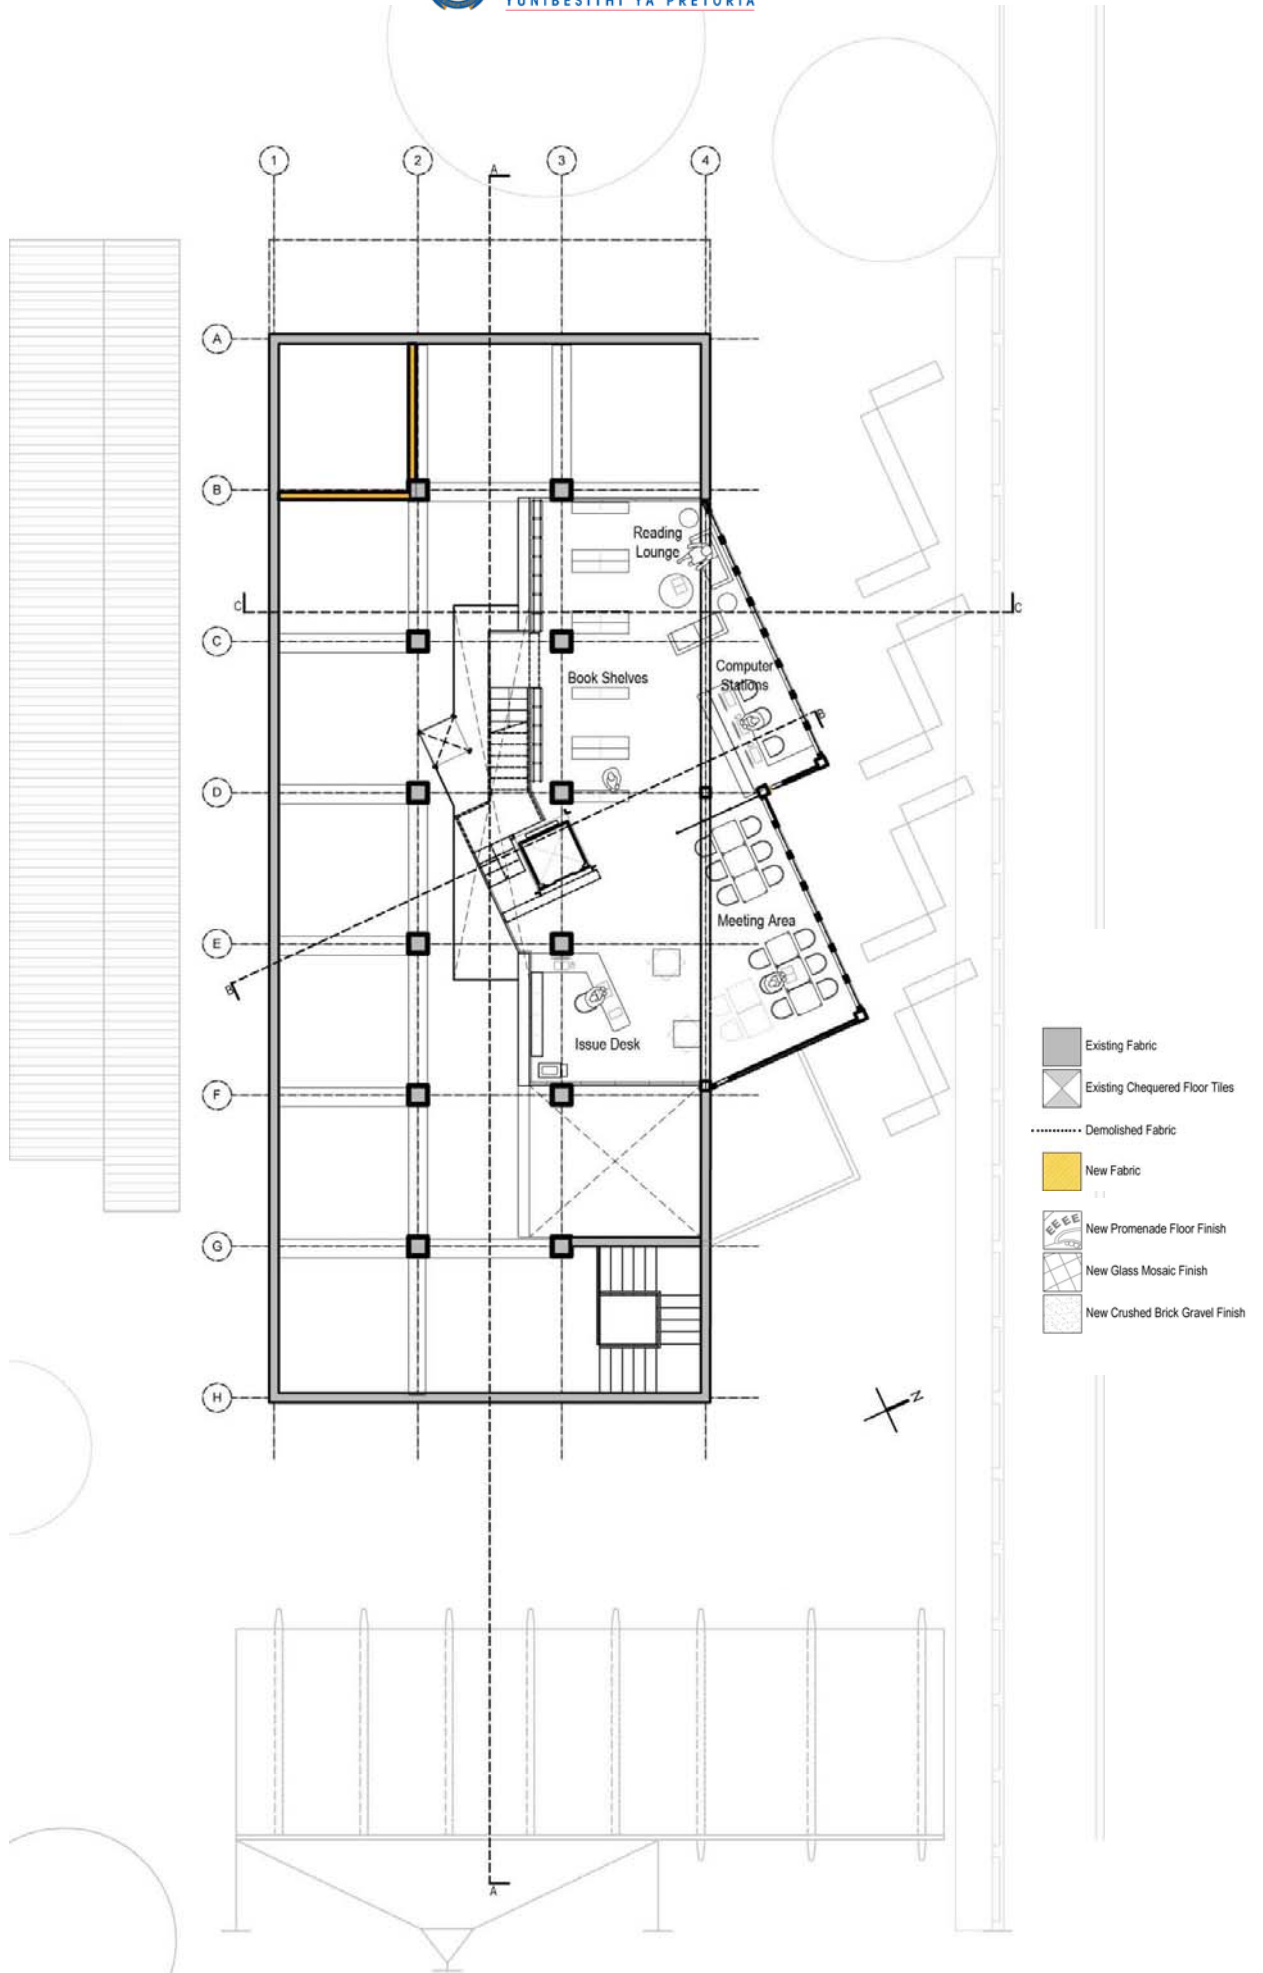 YUNIBESITHI YA PRETORIA
1 2 3 4
A
A
B
Reading
Lounge
C C
C
Computer
Stations
Book Shelves
B
D
Meeting Area
E
B
Issue Desk
Existing Fabric
Existing Chequered Floor Tiles
F
Demolished Fabric
New Fabric
EEEE
New Promenade Floor Finish
G
New Glass Mosaic Finish
New Crushed Brick Gravel Finish
H
N
A